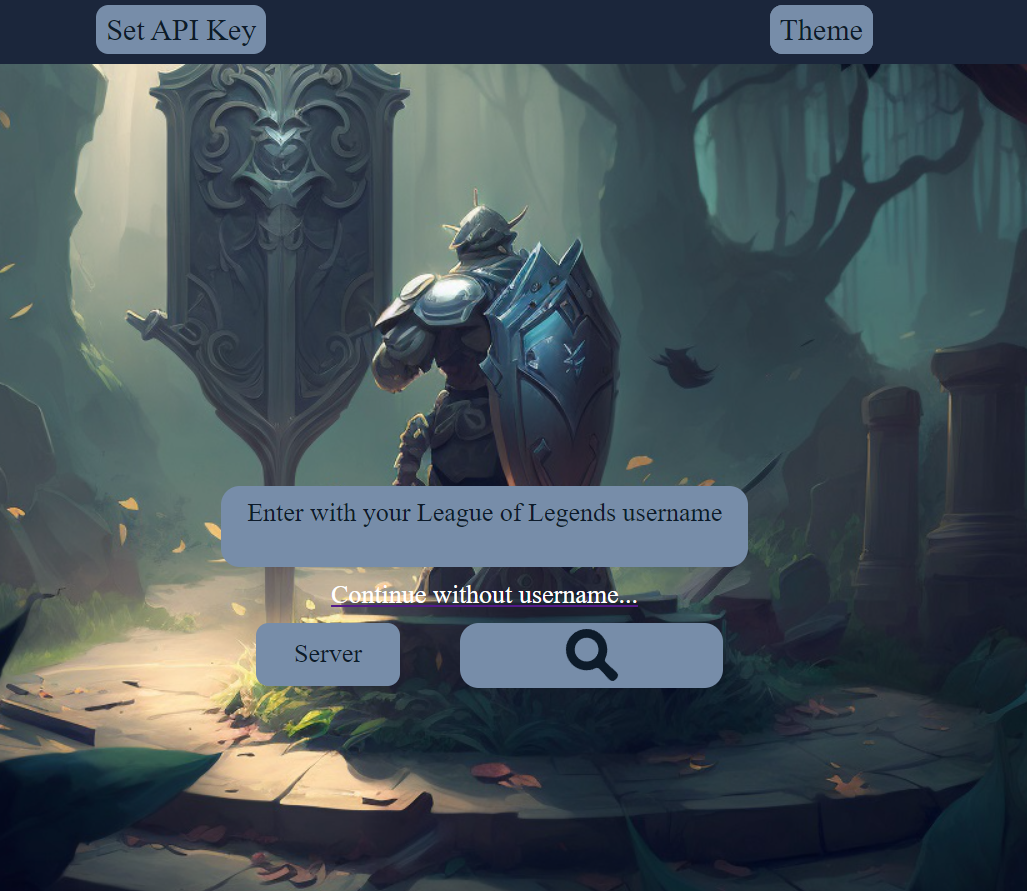 Set API Key
Theme
Enter with your League of Legends username
Continue without username...
Server